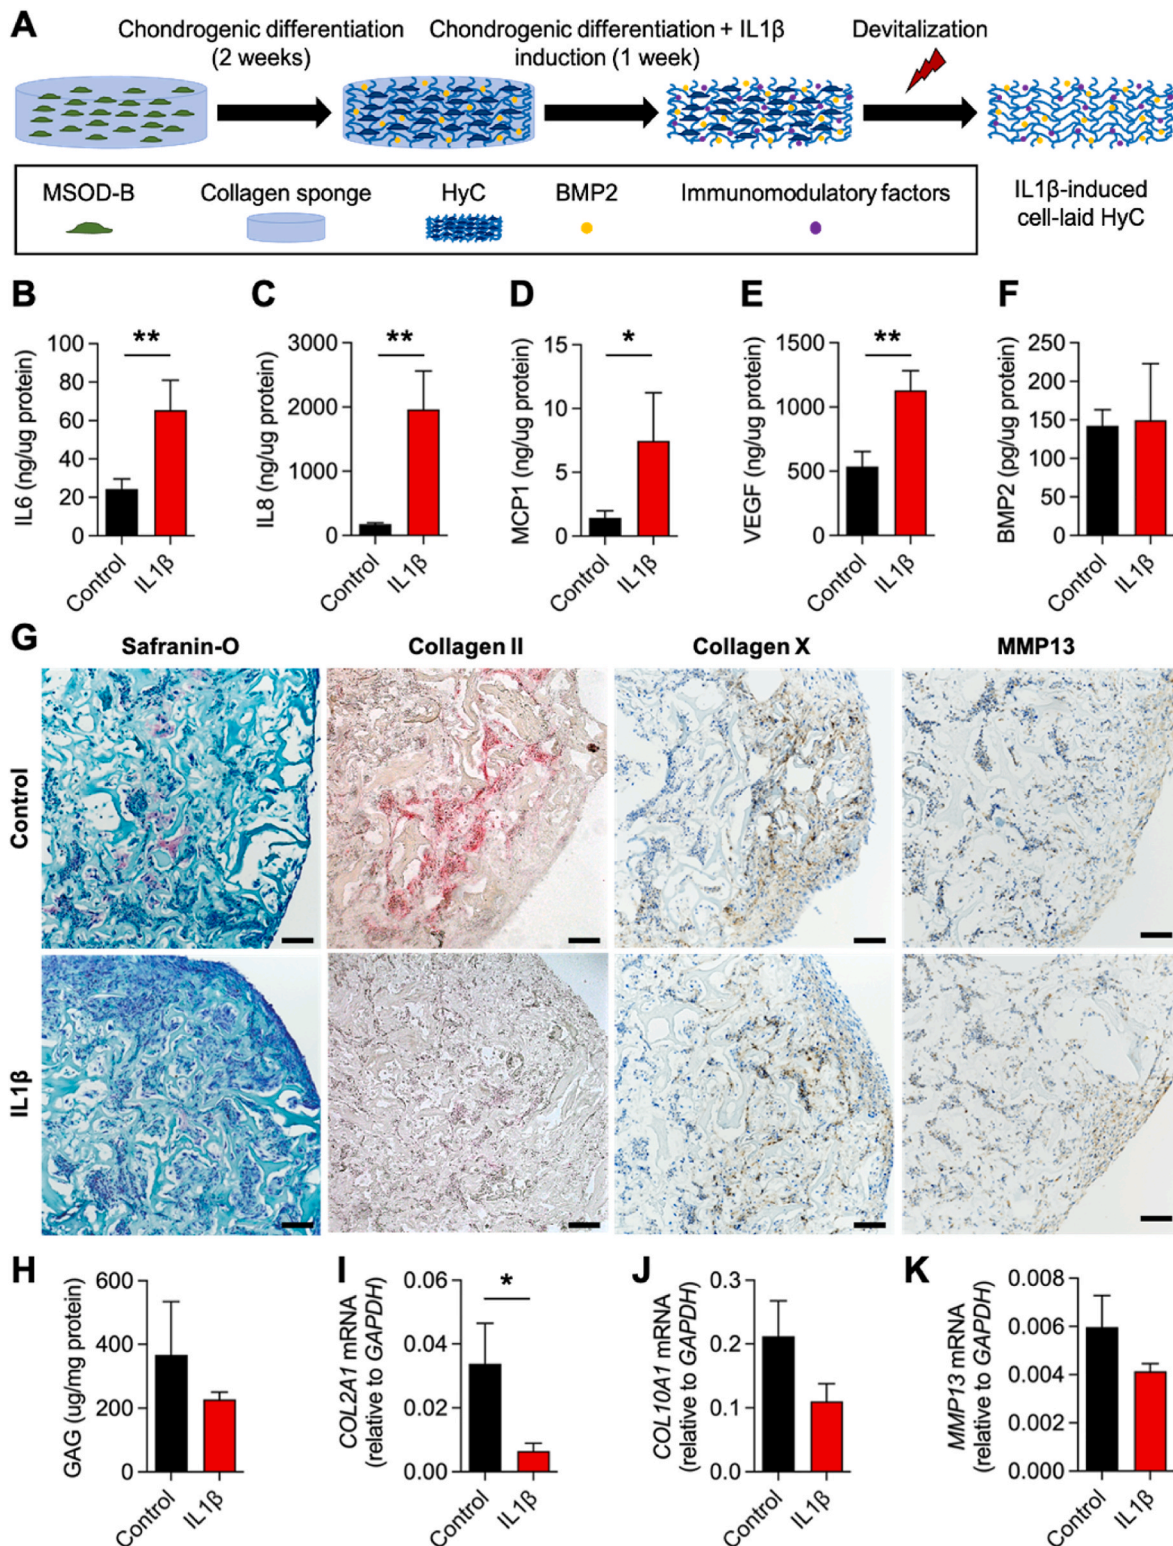 A
Chondrogenic differentiation
(2 weeks)
Chondrogenic differentiation + IL1β
induction (1 week)
Devitalization
MSOD-B
Collagen sponge
HyC
BMP2
Immunomodulatory factors
IL1β-induced
cell-laid HyC
B
IL6 (ng/ug protein)
100
80
60
40
20
0
**
Control
IL1β
C
IL8 (ng/ug protein)
3000
2000
1000
0
**
Control
IL1β
D
MCP1 (ng/ug protein)
15
10
5
0
*
Control
IL1β
E
VEGF (ng/ug protein)
1500
1000
500
0
**
Control
IL1β
F
BMP2 (pg/ug protein)
250
200
150
100
50
0
Control
IL1β
G
Safranin-O
Collagen II
Collagen X
MMP13
Control
IL1β
H
GAG (ug/mg protein)
600
400
200
0
Control
IL1β
I
COL2A1 mRNA
(relative to GAPDH)
0.06
0.04
0.02
0.00
*
Control
IL1β
J
COL10A1 mRNA
(relative to GAPDH)
0.3
0.2
0.1
0.0
Control
IL1β
K
MMP13 mRNA
(relative to GAPDH)
0.008
0.006
0.004
0.002
0.000
Control
IL1β